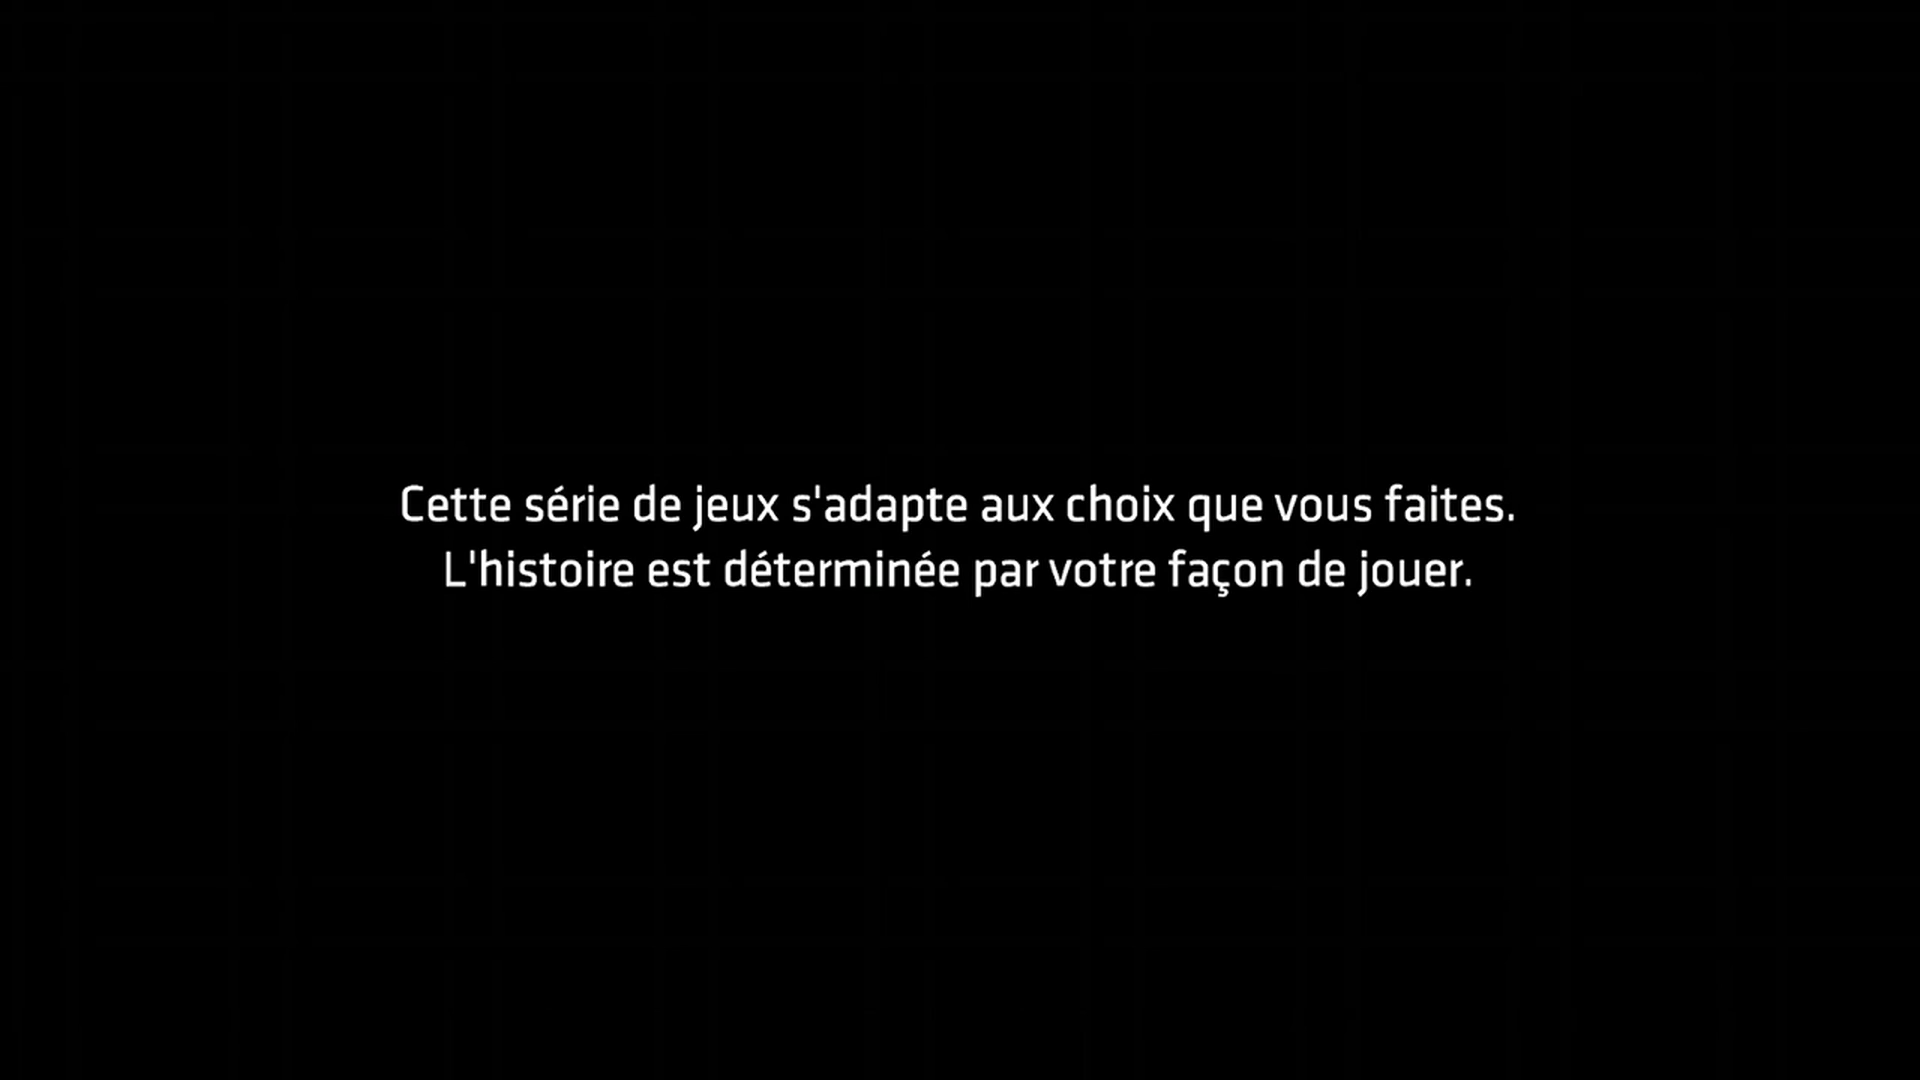 Cette série de jeux s'adapte aux choix que vous faites.
L'histoire est déterminée par votre façon de jouer.